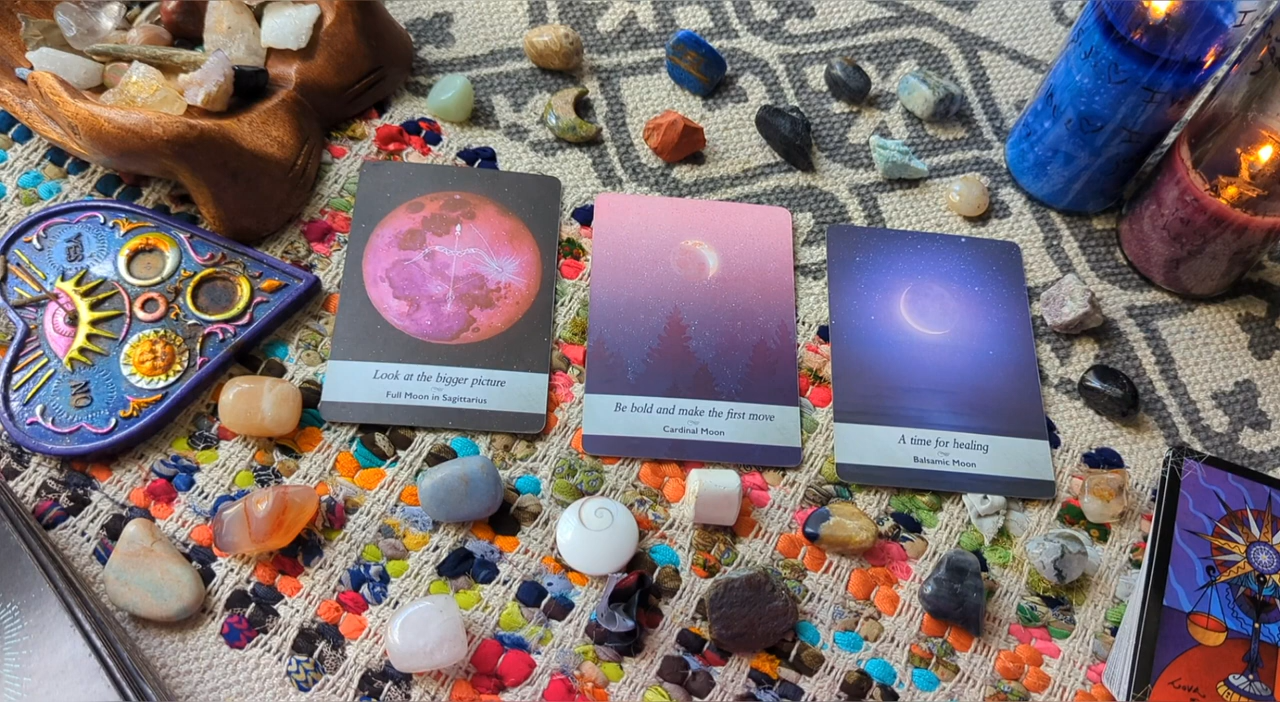 YES
NO
Look at the bigger picture
Full Moon in Sagittarius
Be bold and make the first move
Cardinal Moon
A time for healing
Balsamic Moon